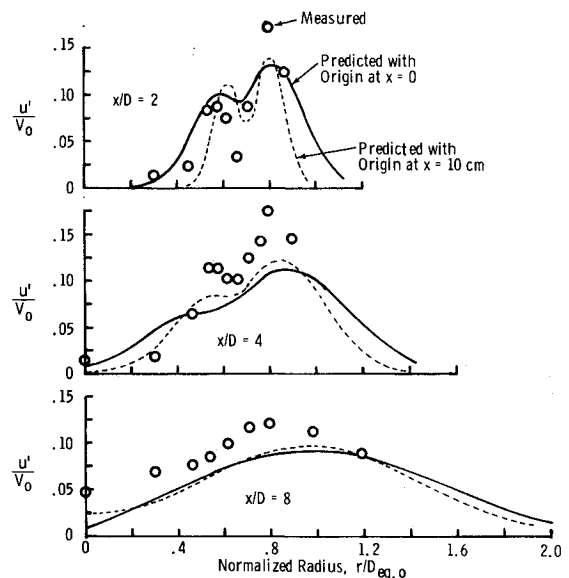 Measured
Predicted with
Origin at x = 0
x/D = 2
Predicted with
Origin at x = 10 cm
u'
V0
.15
.10
.05
0
.20
.15
.10
.05
0
u'
V0
x/D = 4
.15
.10
.05
0
u'
V0
x/D = 8
0 .4 .8 1.2 1.6 2.0
Normalized Radius, r/Deq,o